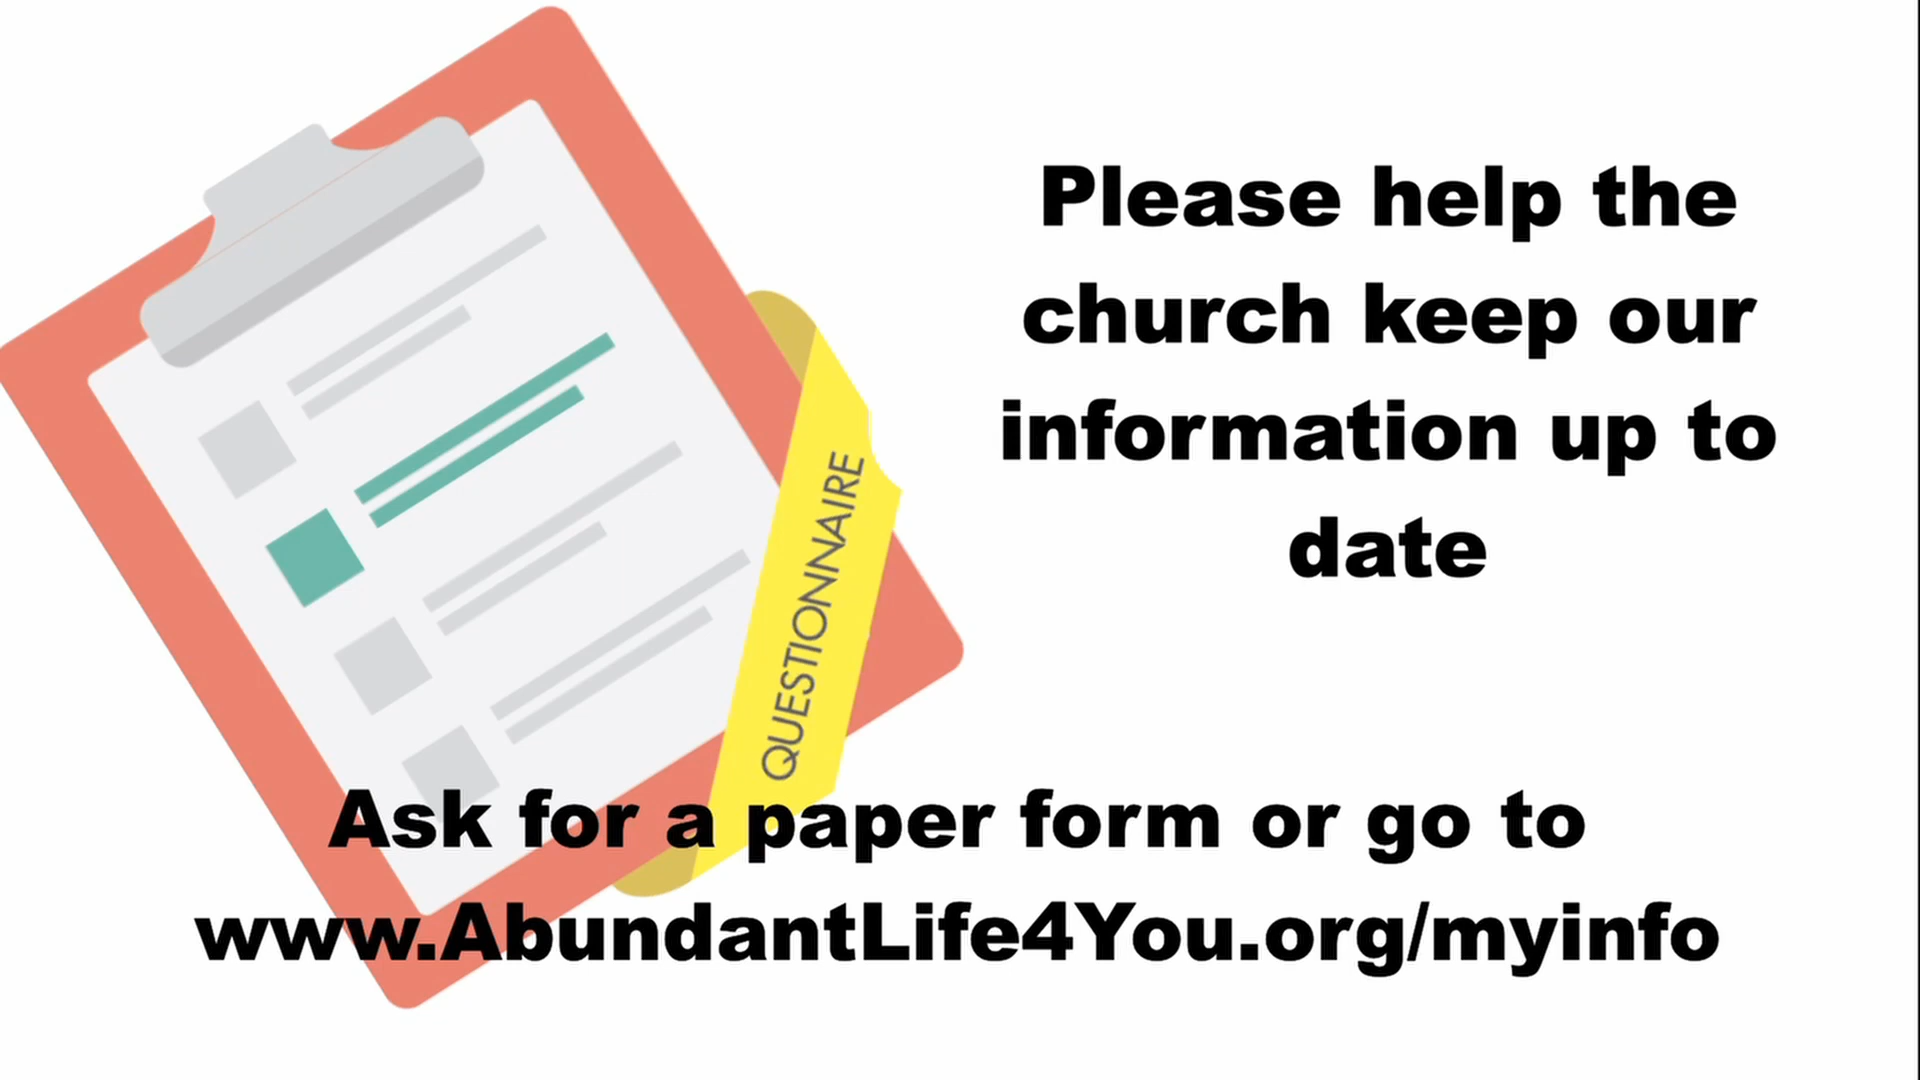 Please help the
church keep our
information up to
date
QUESTIONNAIRE
Ask for a paper form or go to
www.AbundantLife4You.org/myinfo